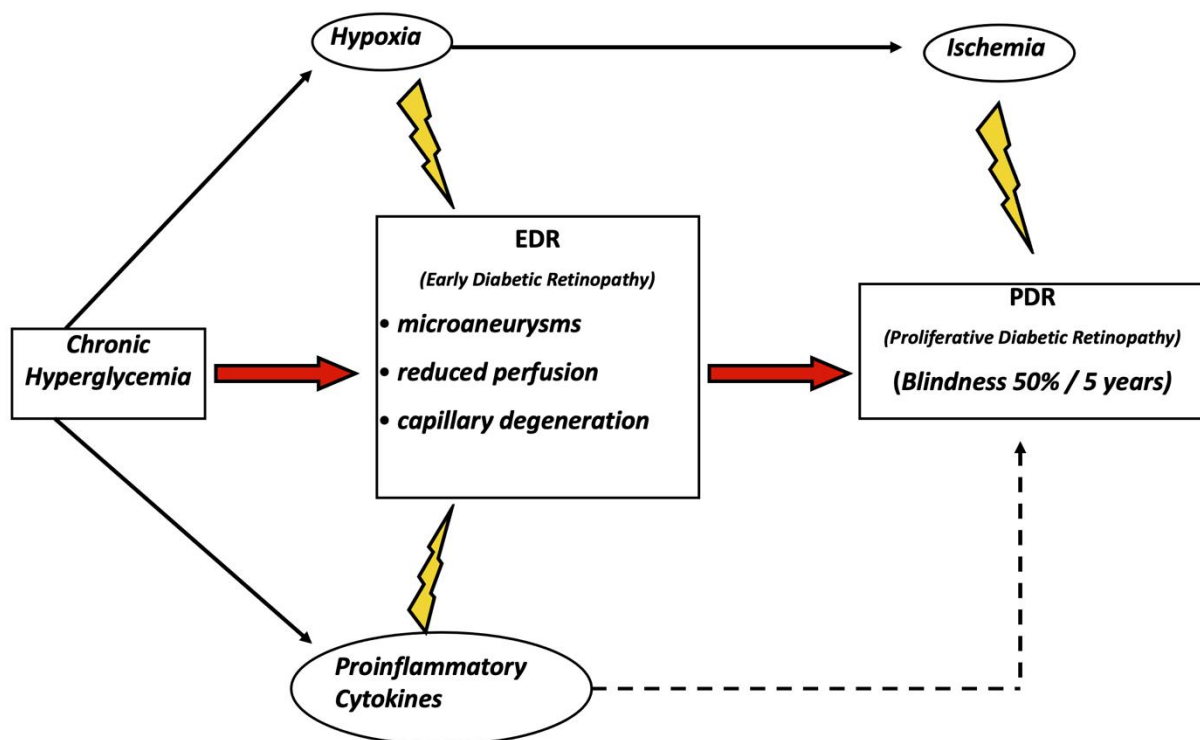 Hypoxia
Ischemia
EDR
(Early Diabetic Retinopathy)
• microaneurysms
• reduced perfusion
• capillary degeneration
PDR
(Proliferative Diabetic Retinopathy)
(Blindness 50% / 5 years)
Chronic
Hyperglycemia
Proinflammatory
Cytokines